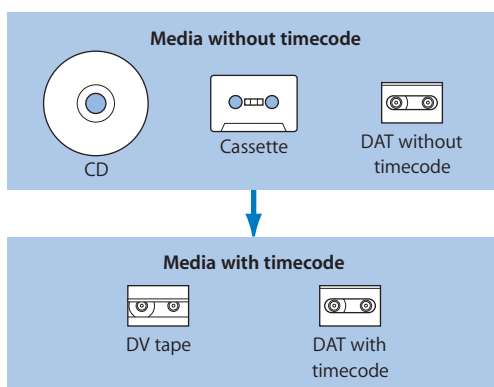 Media without timecode
CD
Cassette
DAT without
timecode
Media with timecode
DV tape
DAT with
timecode